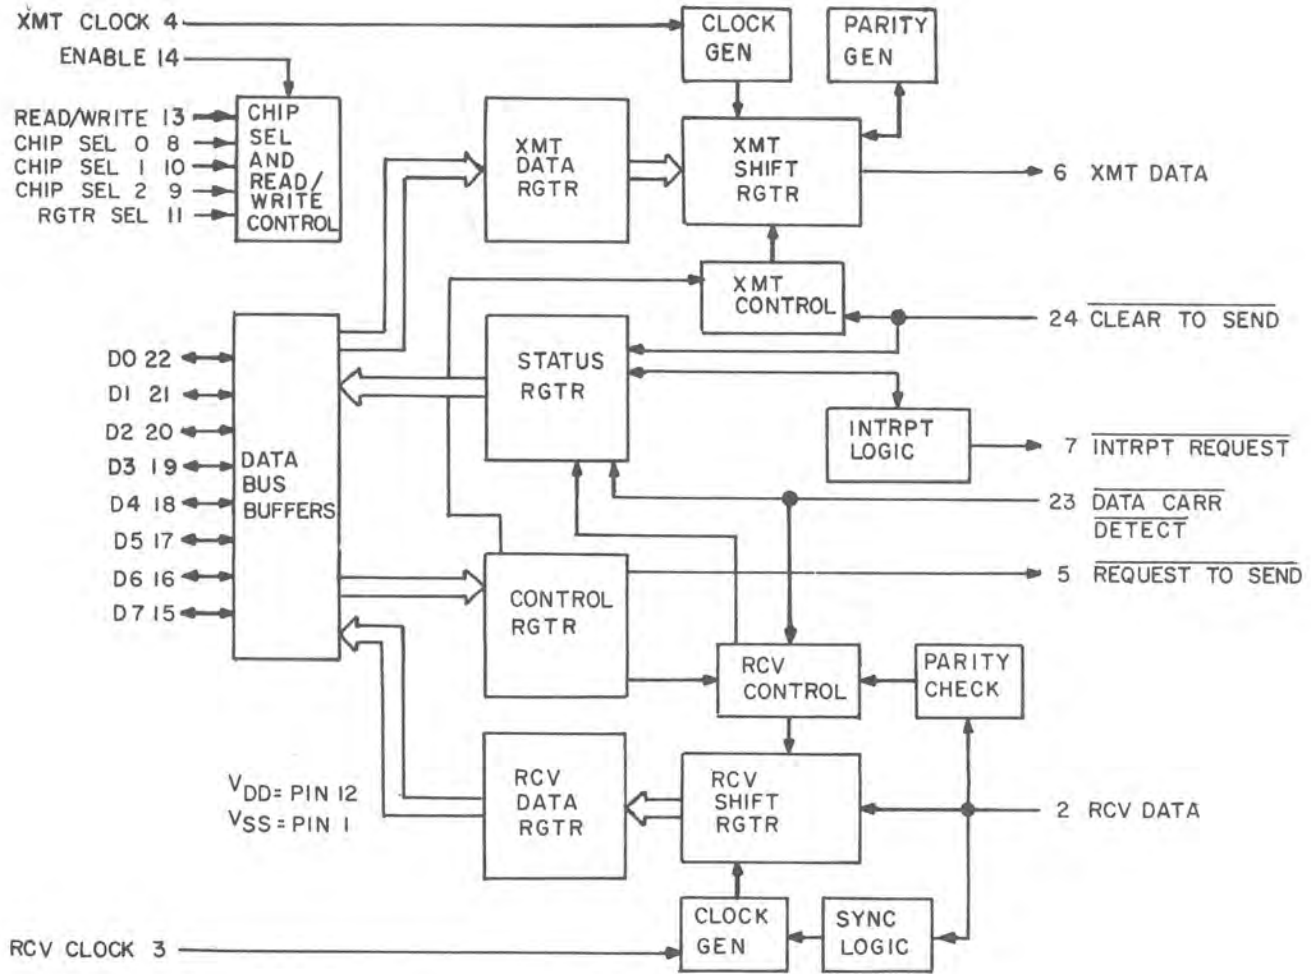 XMT CLOCK 4
ENABLE 14
READ/WRITE 13
CHIP SEL 0 8
CHIP SEL 1 10
CHIP SEL 2 9
RGTR SEL 11
CHIP
SEL
AND
READ/
WRITE
CONTROL
CLOCK
GEN
PARITY
GEN
XMT
DATA
RGTR
XMT
SHIFT
RGTR
6 XMT DATA
XMT
CONTROL
24 CLEAR TO SEND
D0 22
D1 21
D2 20
D3 19
D4 18
D5 17
D6 16
D7 15
DATA
BUS
BUFFERS
STATUS
RGTR
INTRPT
LOGIC
7 INTRPT REQUEST
23 DATA CARR
DETECT
5 REQUEST TO SEND
CONTROL
RGTR
RCV
CONTROL
PARITY
CHECK
VDD = PIN 12
VSS = PIN 1
RCV
DATA
RGTR
RCV
SHIFT
RGTR
2 RCV DATA
RCV CLOCK 3
CLOCK
GEN
SYNC
LOGIC